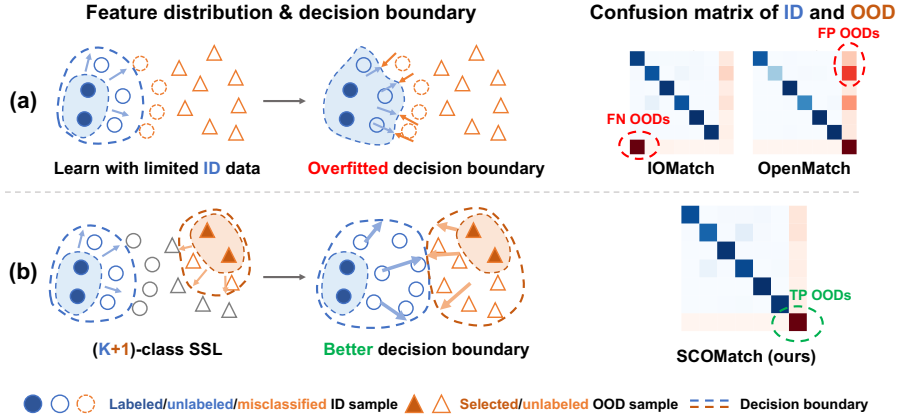 Feature distribution & decision boundary
Confusion matrix of ID and OOD
FP OODs
(a)
FN OODs
Learn with limited ID data
Overfitted decision boundary
IOMatch
OpenMatch
(b)
TP OODs
(K+1)-class SSL
Better decision boundary
SCOMatch (ours)
Labeled/unlabeled/misclassified ID sample
Selected/unlabeled OOD sample
Decision boundary